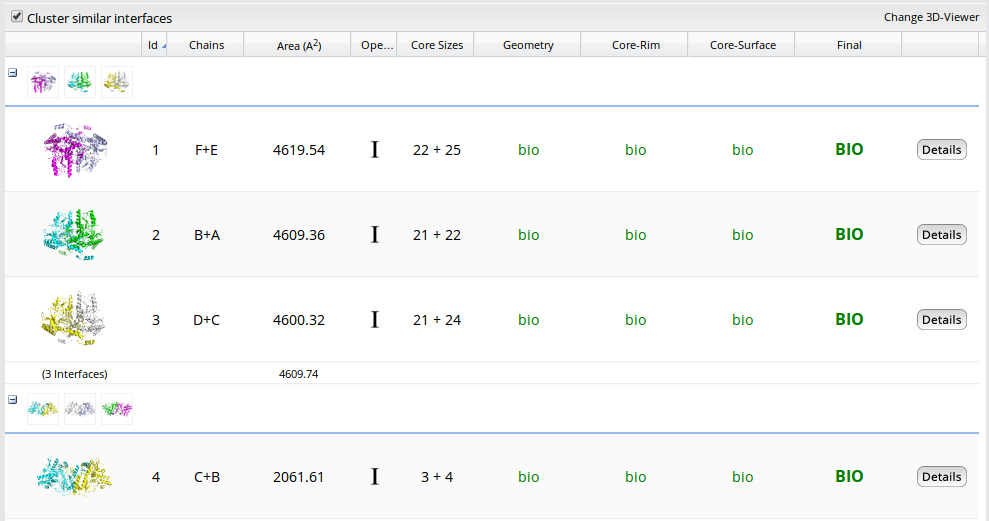 Cluster similar interfaces Change 3D-Viewer
Id Chains Area (A²) Ope... Core Sizes Geometry Core-Rim Core-Surface Final
1 F+E 4619.54 I 22 + 25 bio bio bio BIO Details
2 B+A 4609.36 I 21 + 22 bio bio bio BIO Details
3 D+C 4600.32 I 21 + 24 bio bio bio BIO Details
(3 Interfaces) 4609.74
4 C+B 2061.61 I 3 + 4 bio bio bio BIO Details